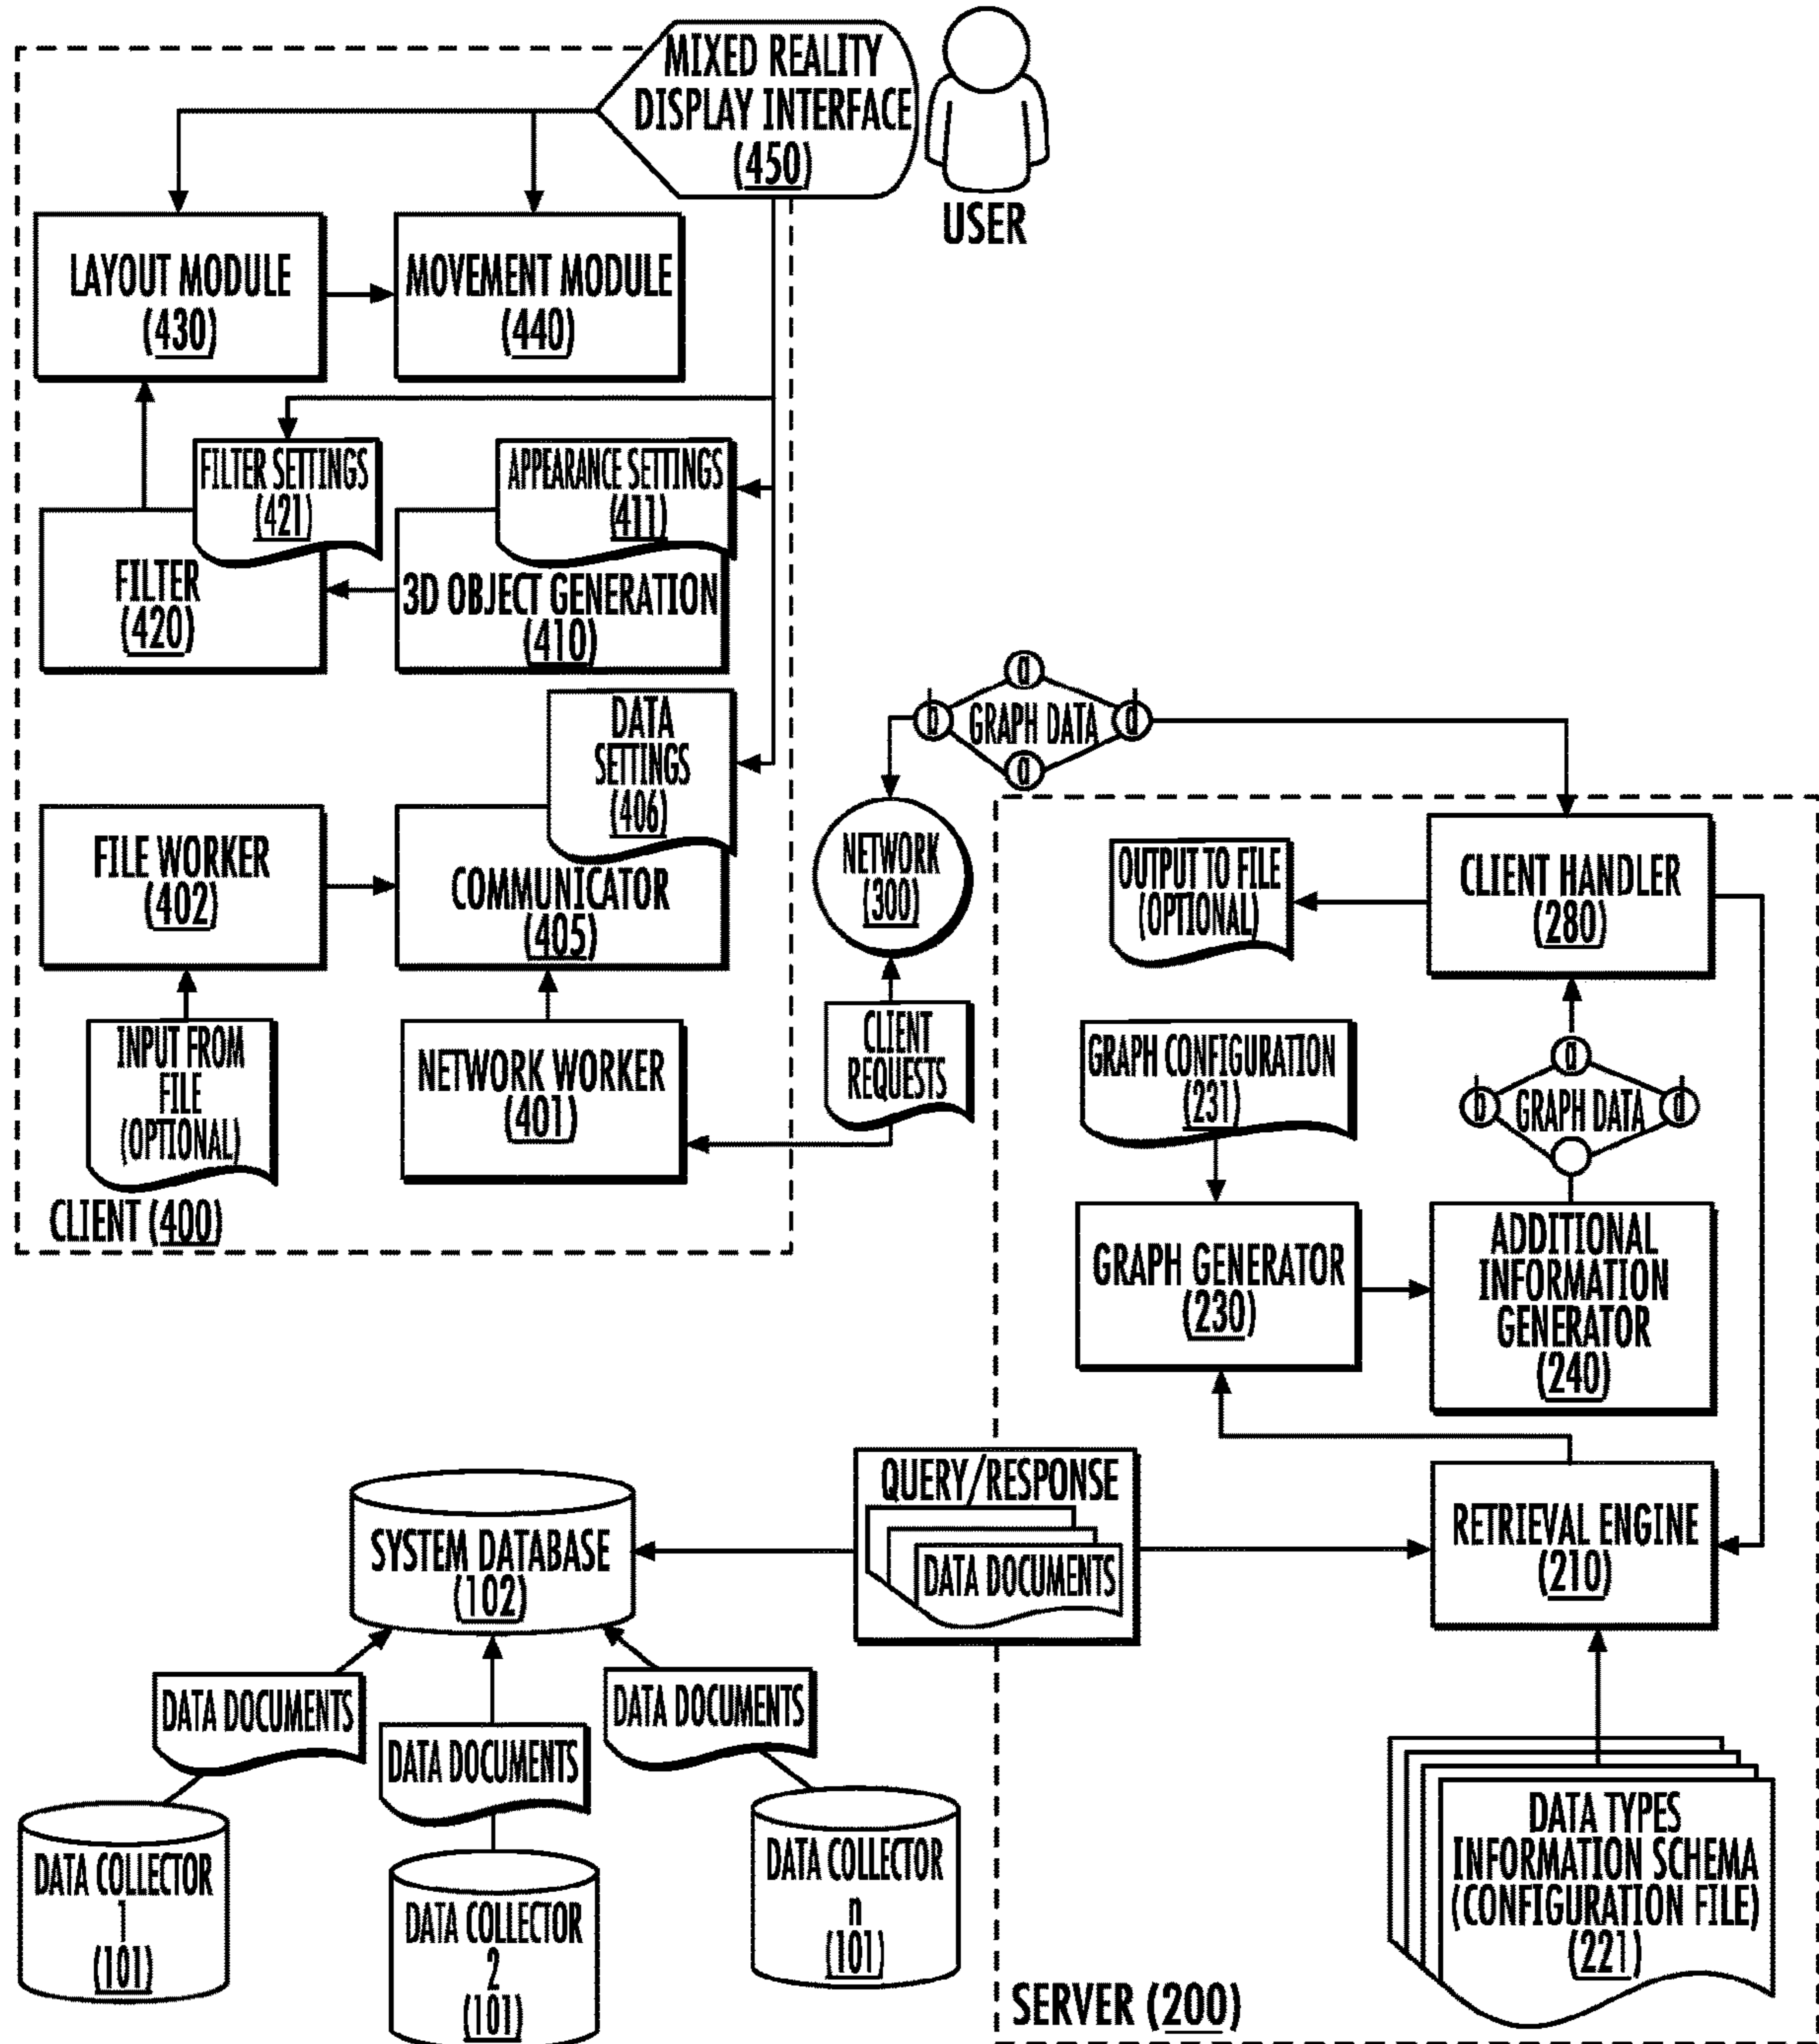 MIXED REALITY
DISPLAY INTERFACE
(450)
USER
LAYOUT MODULE
(430)
MOVEMENT MODULE
(440)
FILTER SETTINGS
(421)
APPEARANCE SETTINGS
(411)
FILTER
(420)
3D OBJECT GENERATION
(410)
DATA
SETTINGS
(406)
FILE WORKER
(402)
COMMUNICATOR
(405)
INPUT FROM
FILE
(OPTIONAL)
NETWORK WORKER
(401)
CLIENT (400)
a
b
GRAPH DATA
d
a
NETWORK
(300)
CLIENT
REQUESTS
OUTPUT TO FILE
(OPTIONAL)
CLIENT HANDLER
(280)
GRAPH CONFIGURATION
(231)
a
b
GRAPH DATA
d
GRAPH GENERATOR
(230)
ADDITIONAL
INFORMATION
GENERATOR
(240)
QUERY/RESPONSE
DATA DOCUMENTS
RETRIEVAL ENGINE
(210)
SYSTEM DATABASE
(102)
DATA DOCUMENTS
DATA DOCUMENTS
DATA DOCUMENTS
DATA COLLECTOR
1
(101)
DATA COLLECTOR
2
(101)
DATA COLLECTOR
n
(101)
DATA TYPES
INFORMATION SCHEMA
(CONFIGURATION FILE)
(221)
SERVER (200)